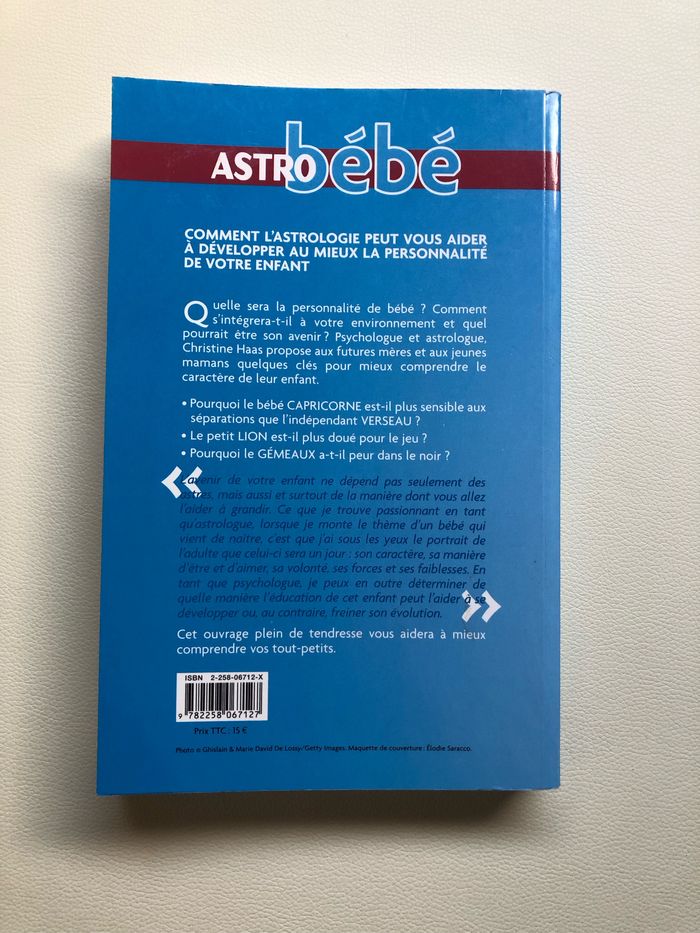 ASTRO bébé
COMMENT L'ASTROLOGIE PEUT VOUS AIDER
À DÉVELOPPER AU MIEUX LA PERSONNALITÉ
DE VOTRE ENFANT
Quelle sera la personnalité de bébé ? Comment
s'intégrera-t-il à votre environnement et quel
pourrait être son avenir ? Psychologue et astrologue,
Christine Haas propose aux futures mères et aux jeunes
mamans quelques clés pour mieux comprendre le
caractère de leur enfant.
• Pourquoi le bébé CAPRICORNE est-il plus sensible aux
séparations que l'indépendant VERSEAU ?
• Le petit LION est-il plus doué pour le jeu ?
• Pourquoi le GÉMEAUX a-t-il peur dans le noir ?
« L'avenir de votre enfant ne dépend pas seulement des
astres, mais aussi et surtout de la manière dont vous allez
l'aider à grandir. Ce que je trouve passionnant en tant
qu'astrologue, lorsque je monte le thème d'un bébé qui
vient de naître, c'est que j'ai sous les yeux le portrait de
l'adulte que celui-ci sera un jour : son caractère, sa manière
d'être et d'aimer, sa volonté, ses forces et ses faiblesses. En
tant que psychologue, je peux en outre déterminer de
quelle manière l'éducation de cet enfant peut l'aider à se
developper ou, au contraire, freiner son évolution. »
Cet ouvrage plein de tendresse vous aidera à mieux
comprendre vos tout-petits.
ISBN 2-258-06712-X
9 782258 067127
Prix TTC : 15 €
Photo © Ghislain & Marie David De Lossy/Getty Images. Maquette de couverture : Élodie Saracco.